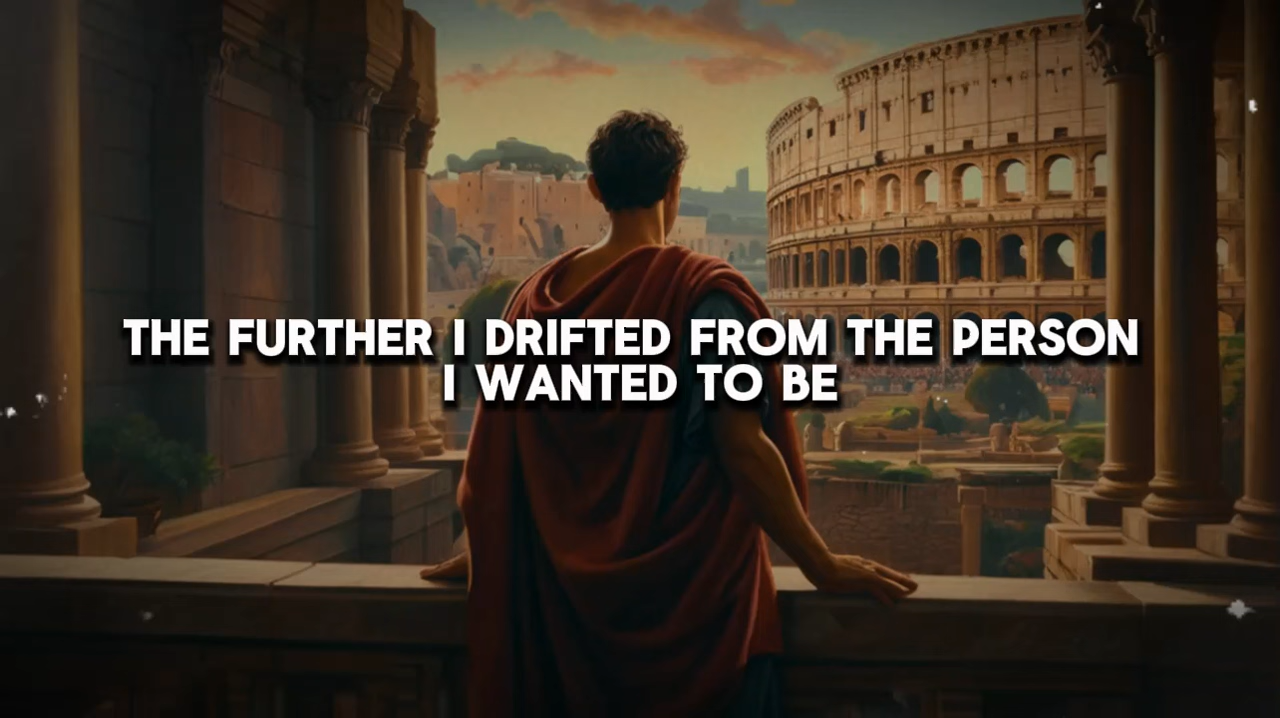 THE FURTHER I DRIFTED FROM THE PERSON
I WANTED TO BE